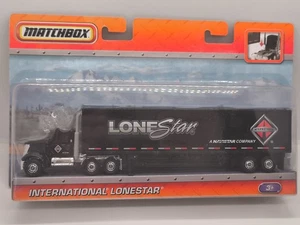 MATCHBOX
LONESTAR
A NAVISTAR COMPANY
INTERNATIONAL LONESTAR